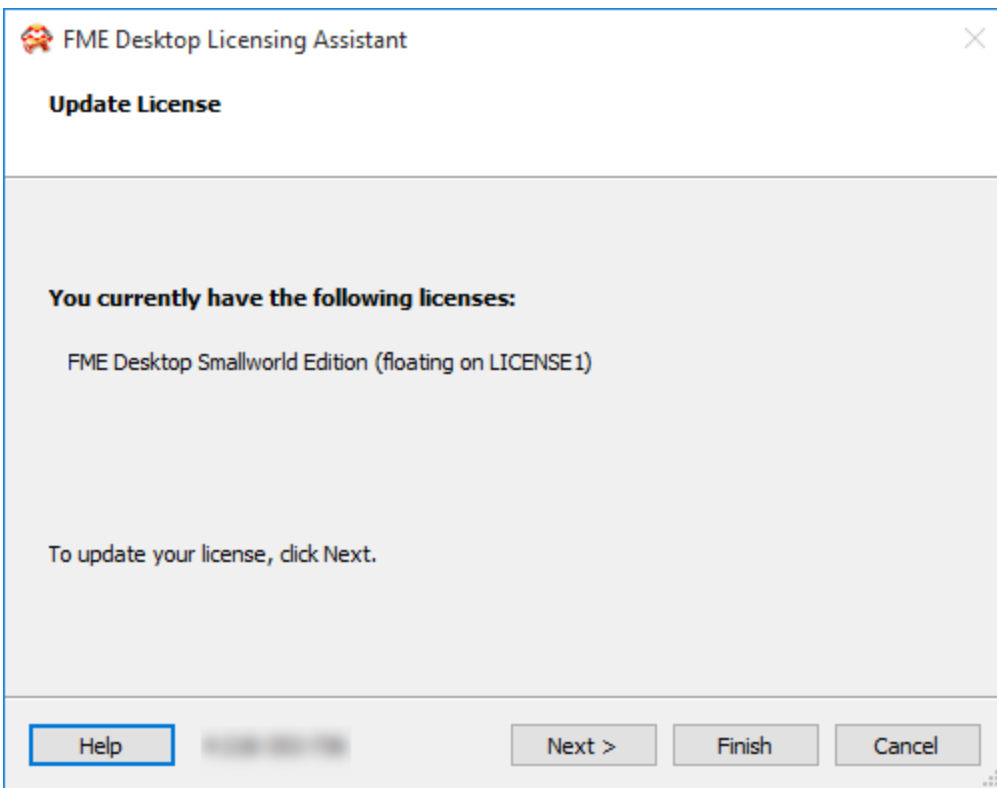 FME Desktop Licensing Assistant
Update License
You currently have the following licenses:
FME Desktop Smallworld Edition (floating on LICENSE1)
To update your license, click Next.
Help
Next >
Finish
Cancel